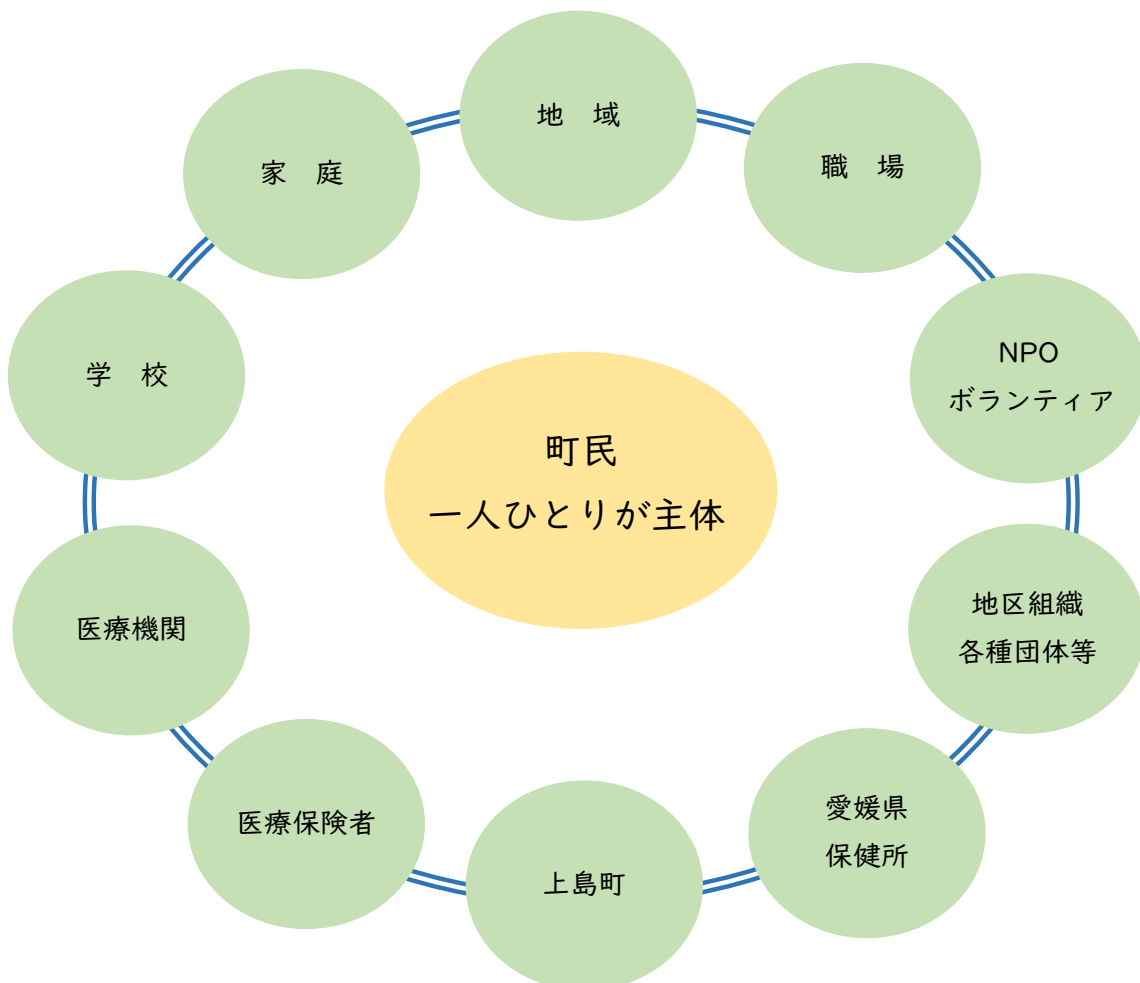 地　域
家　庭
職　場
学　校
NPO
ボランティア
町民
一人ひとりが主体
医療機関
地区組織
各種団体等
医療保険者
愛媛県
保健所
上島町